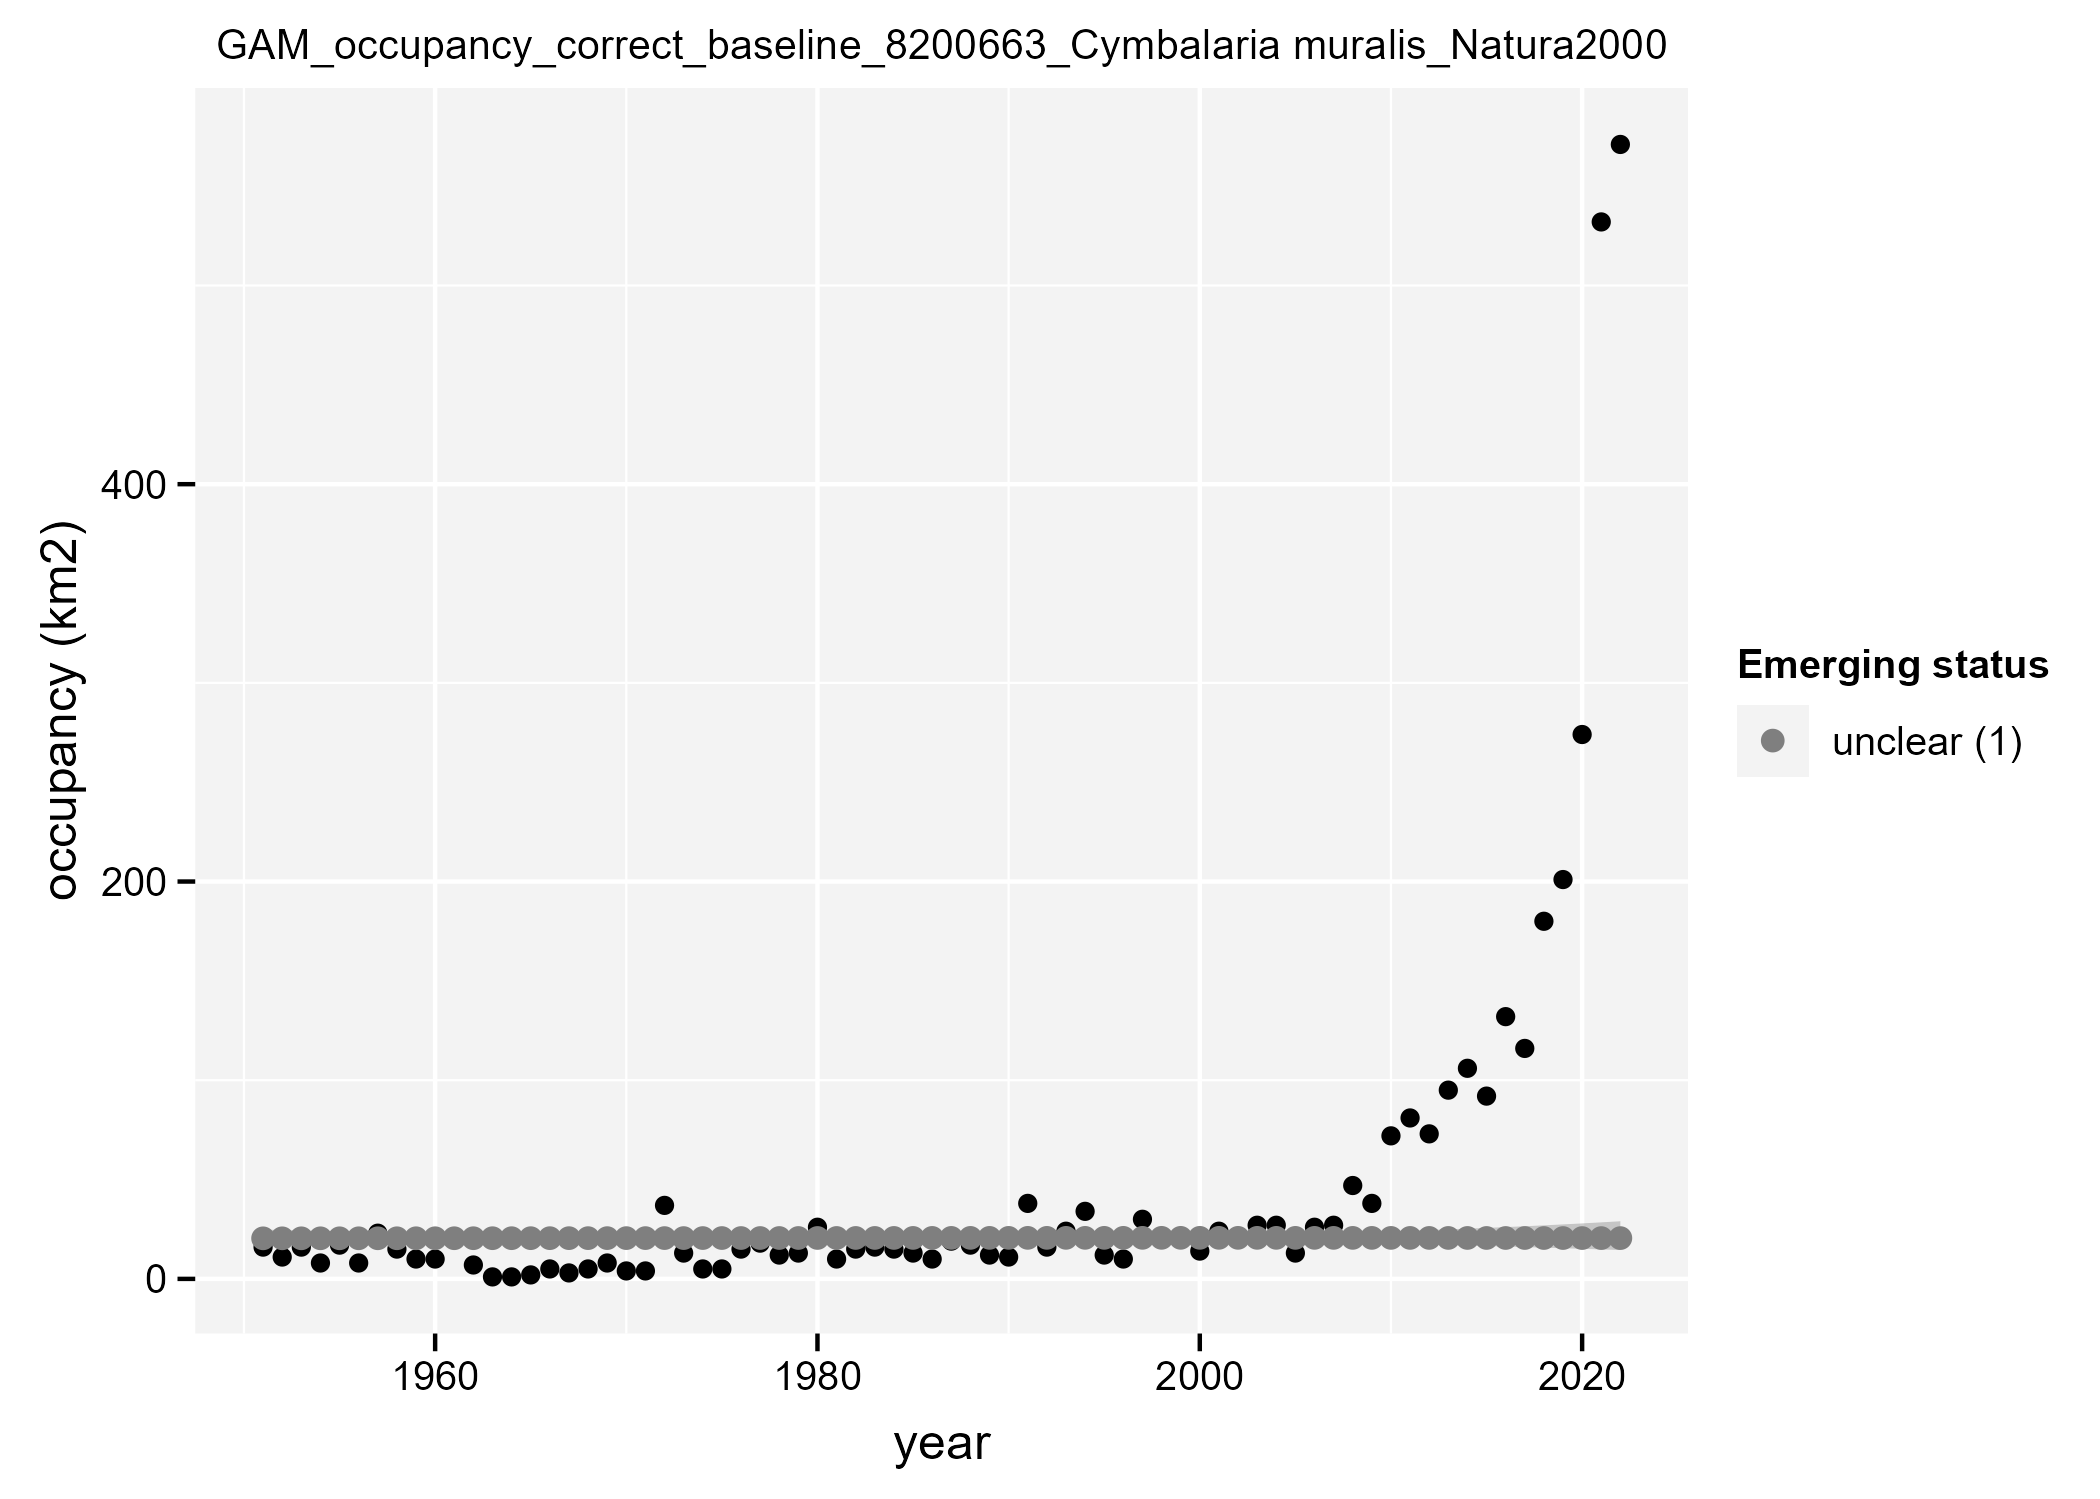 GAM_occupancy_correct_baseline_8200663_Cymbalaria muralis_Natura2000
occupancy (km2)
400
200
0
1960 1980 2000 2020
year
Emerging status
unclear (1)